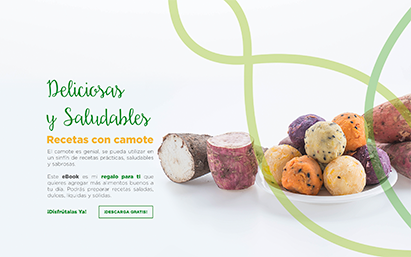 Deliciosas
y Saludables
Recetas con camote
El camote es genial, se pueda utilizar en
un sinfín de recetas prácticas, saludables
y sabrosas.
Este eBook es mi regalo para ti que
quieres agregar más alimentos buenos a
tu día. Podrás preparar recetas saladas,
dulces, líquidas y sólidas.
¡Disfrútalas Ya!
¡DESCARGA GRATIS!